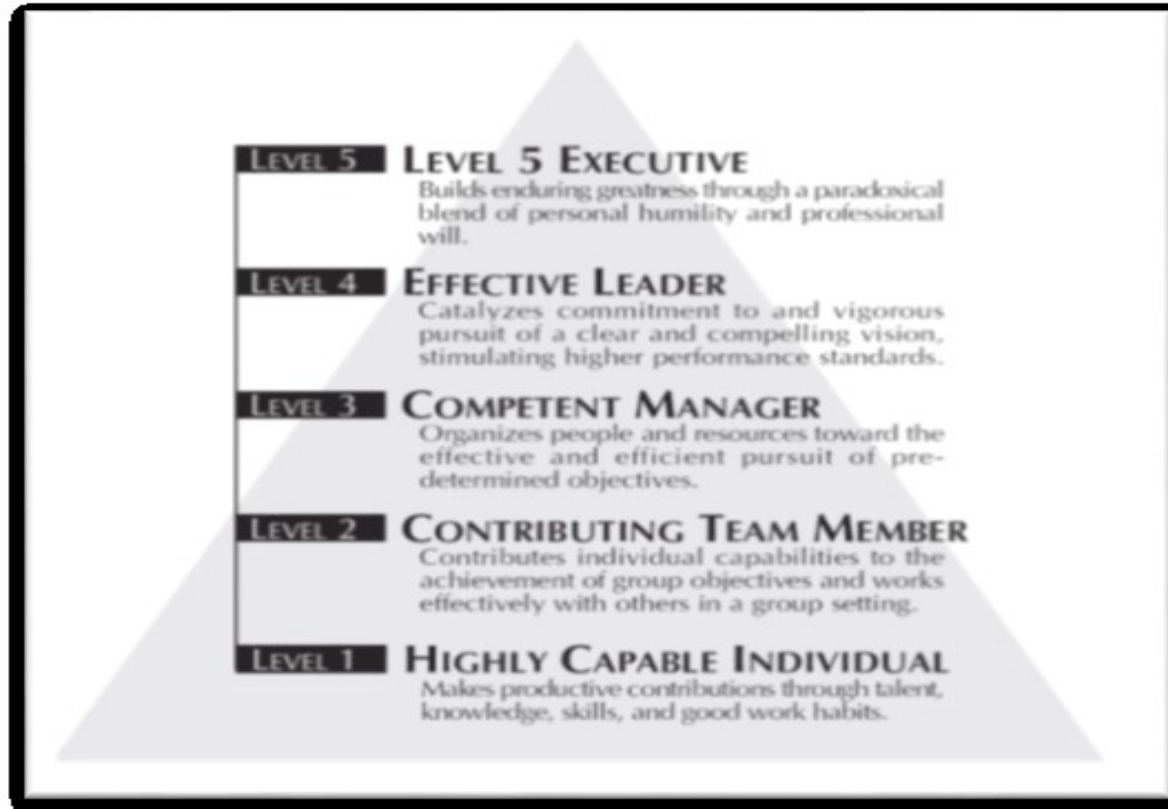 LEVEL 5 LEVEL 5 EXECUTIVE
Builds enduring greatness through a paradoxical
blend of personal humility and professional
will.
LEVEL 4 EFFECTIVE LEADER
Catalyzes commitment to and vigorous
pursuit of a clear and compelling vision,
stimulating higher performance standards.
LEVEL 3 COMPETENT MANAGER
Organizes people and resources toward the
effective and efficient pursuit of pre-
determined objectives.
LEVEL 2 CONTRIBUTING TEAM MEMBER
Contributes individual capabilities to the
achievement of group objectives and works
effectively with others in a group setting.
LEVEL 1 HIGHLY CAPABLE INDIVIDUAL
Makes productive contributions through talent,
knowledge, skills, and good work habits.